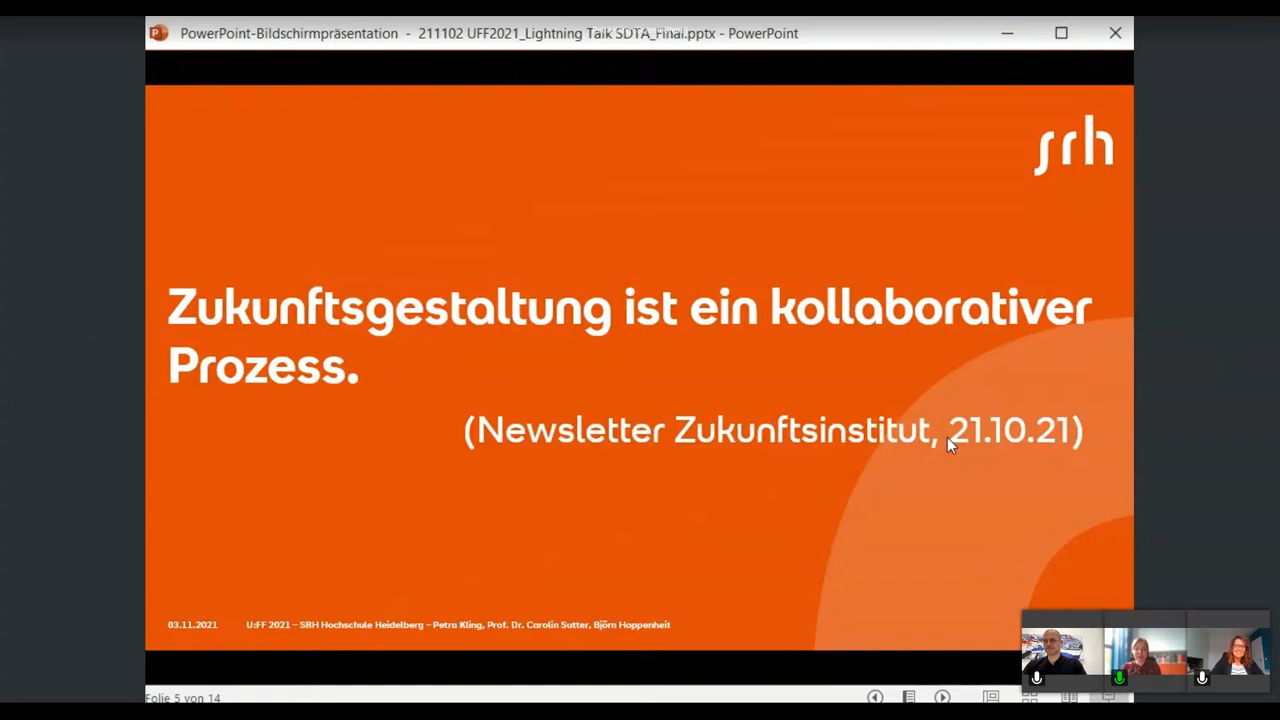 PowerPoint-Bildschirmpräsentation - 211102 UFF2021_Lightning Talk SDTA_Final.pptx - PowerPoint
srh
Zukunftsgestaltung ist ein kollaborativer
Prozess.
(Newsletter Zukunftsinstitut, 21.10.21)
03.11.2021 U:FF 2021 – SRH Hochschule Heidelberg – Petra Kling, Prof. Dr. Carolin Sutter, Björn Hoppenheit
Folie 5 von 14